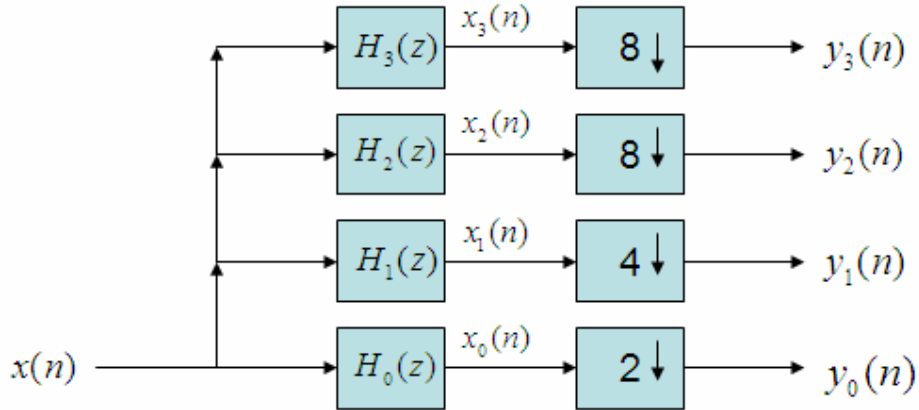 H₃(z) x₃(n) 8↓ y₃(n)
H₂(z) x₂(n) 8↓ y₂(n)
H₁(z) x₁(n) 4↓ y₁(n)
x(n) H₀(z) x₀(n) 2↓ y₀(n)